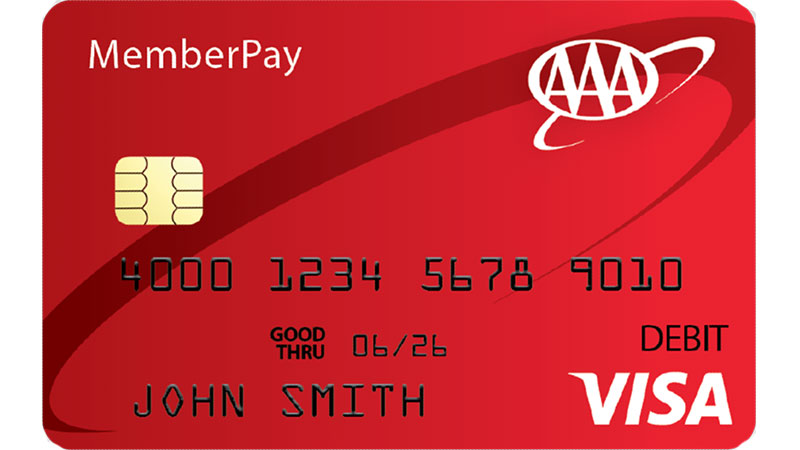 MemberPay
AAA
4000 1234 5678 9010
GOOD
THRU 06/26
DEBIT
JOHN SMITH
VISA